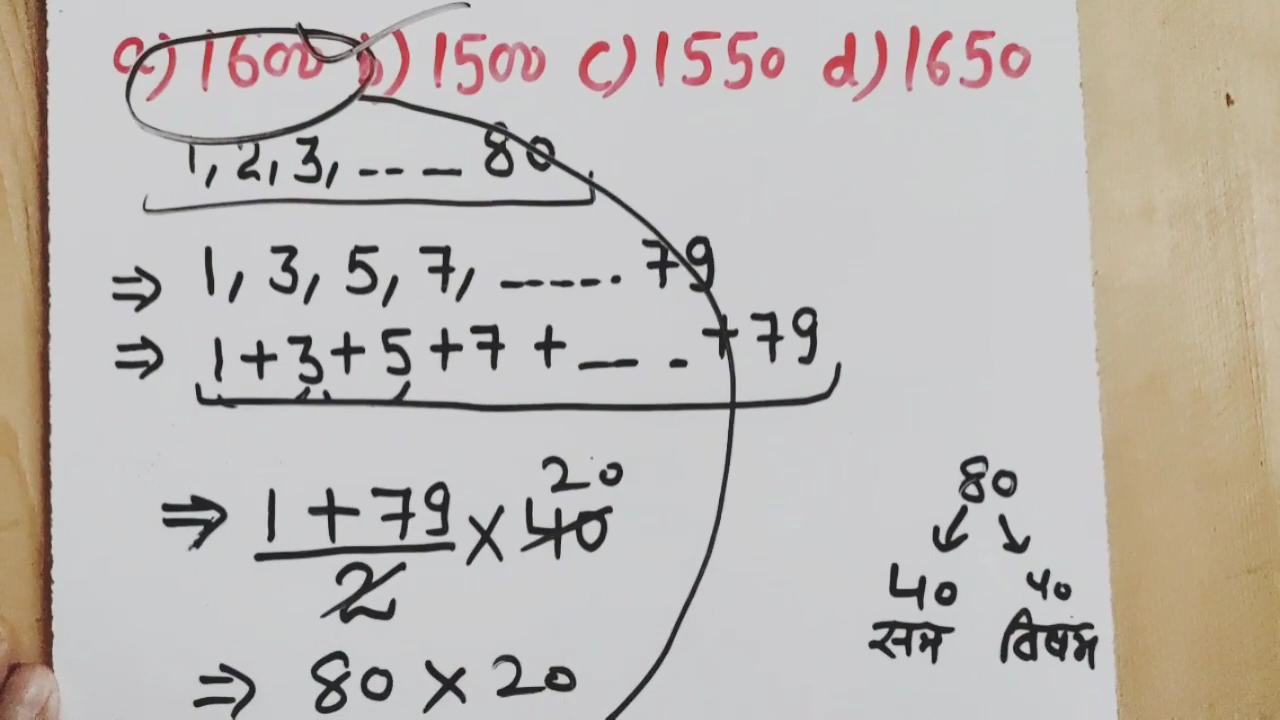 a) 1600 b) 1500 c) 1550 d) 1650
1, 2, 3, -- — 80
⇒ 1, 3, 5, 7, ----- 79
⇒ 1 + 3 + 5 + 7 + — - + 79
20
⇒ 1 + 79 / 2 × 40
80
40 40
सम विषम
⇒ 80 × 20